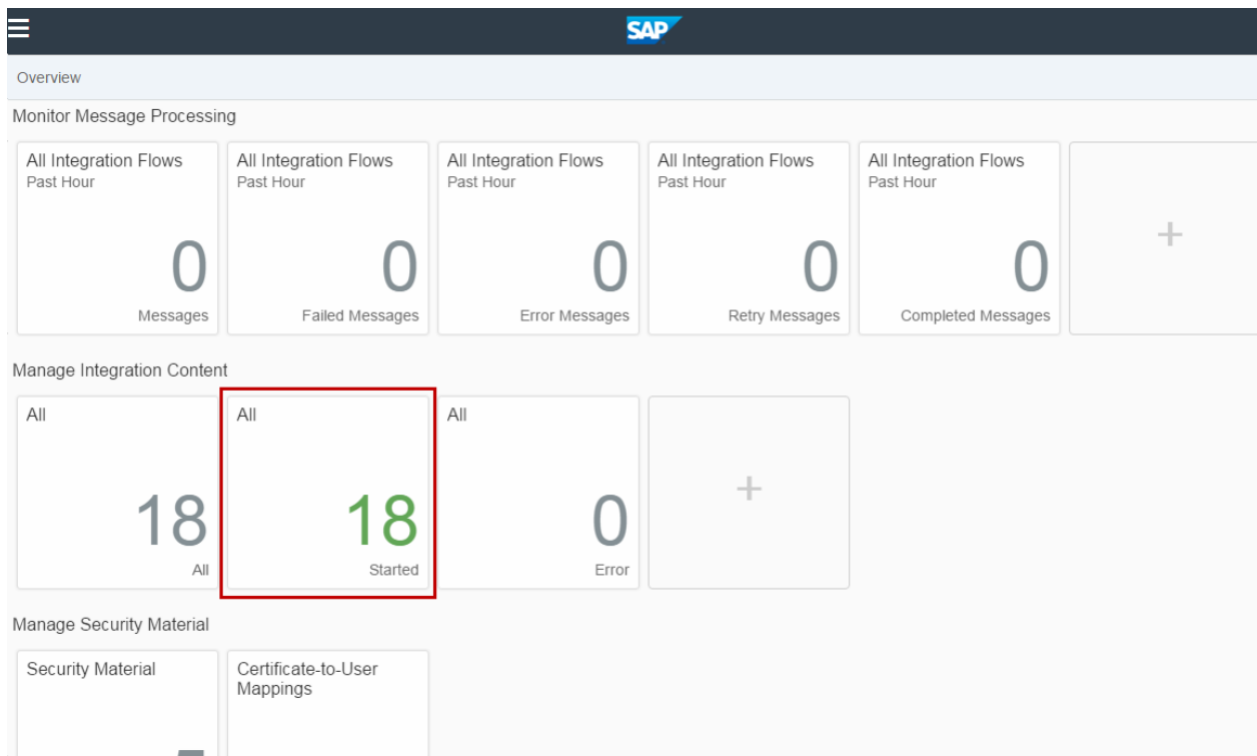 SAP
Overview
Monitor Message Processing
All Integration Flows
Past Hour
0
Messages
All Integration Flows
Past Hour
0
Failed Messages
All Integration Flows
Past Hour
0
Error Messages
All Integration Flows
Past Hour
0
Retry Messages
All Integration Flows
Past Hour
0
Completed Messages
+
Manage Integration Content
All
18
All
All
18
Started
All
0
Error
+
Manage Security Material
Security Material
Certificate-to-User
Mappings